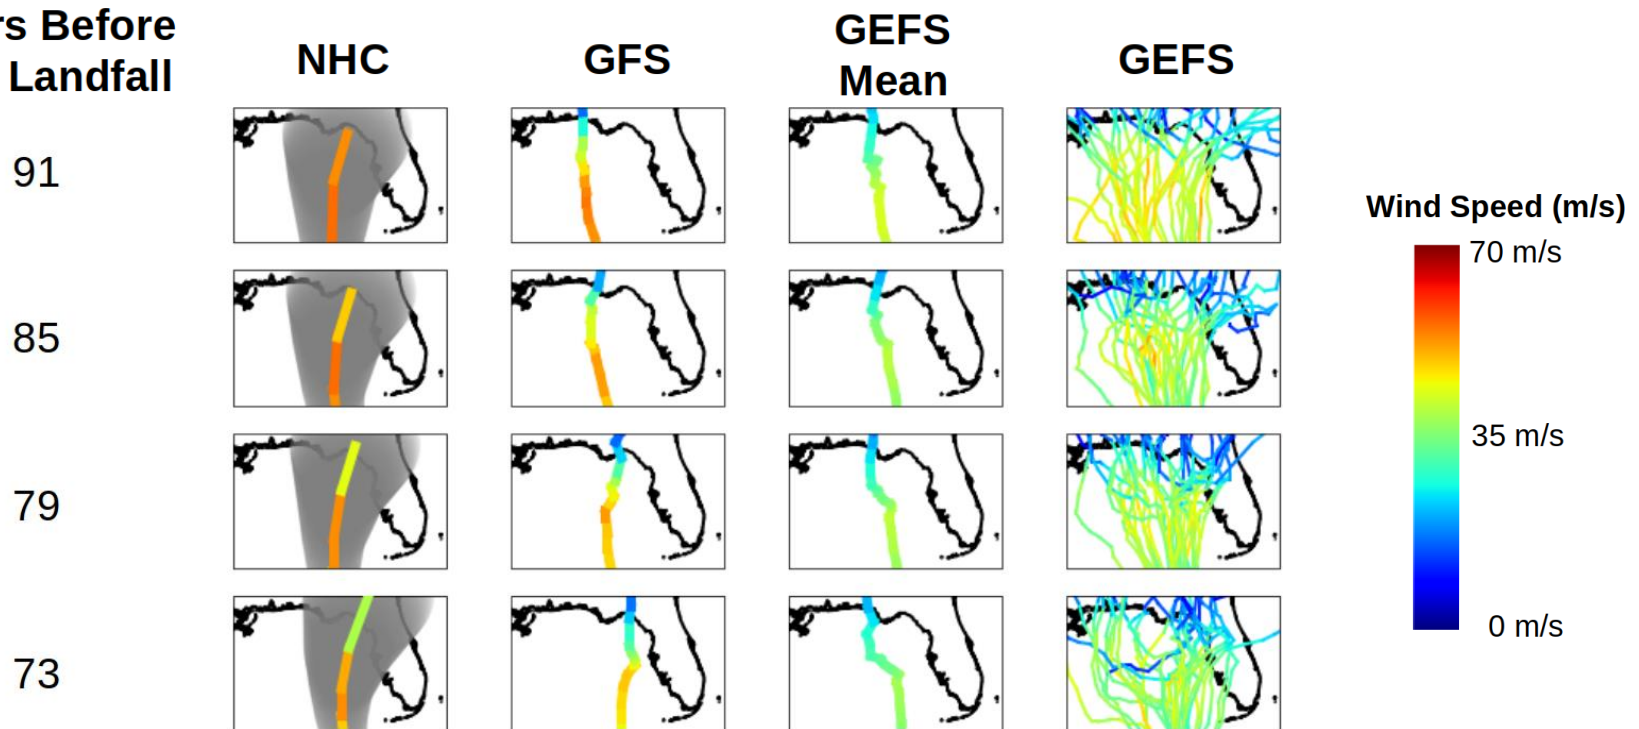 rs Before
Landfall
NHC
GFS
GEFS
Mean
GEFS
91
85
79
73
Wind Speed (m/s)
70 m/s
35 m/s
0 m/s